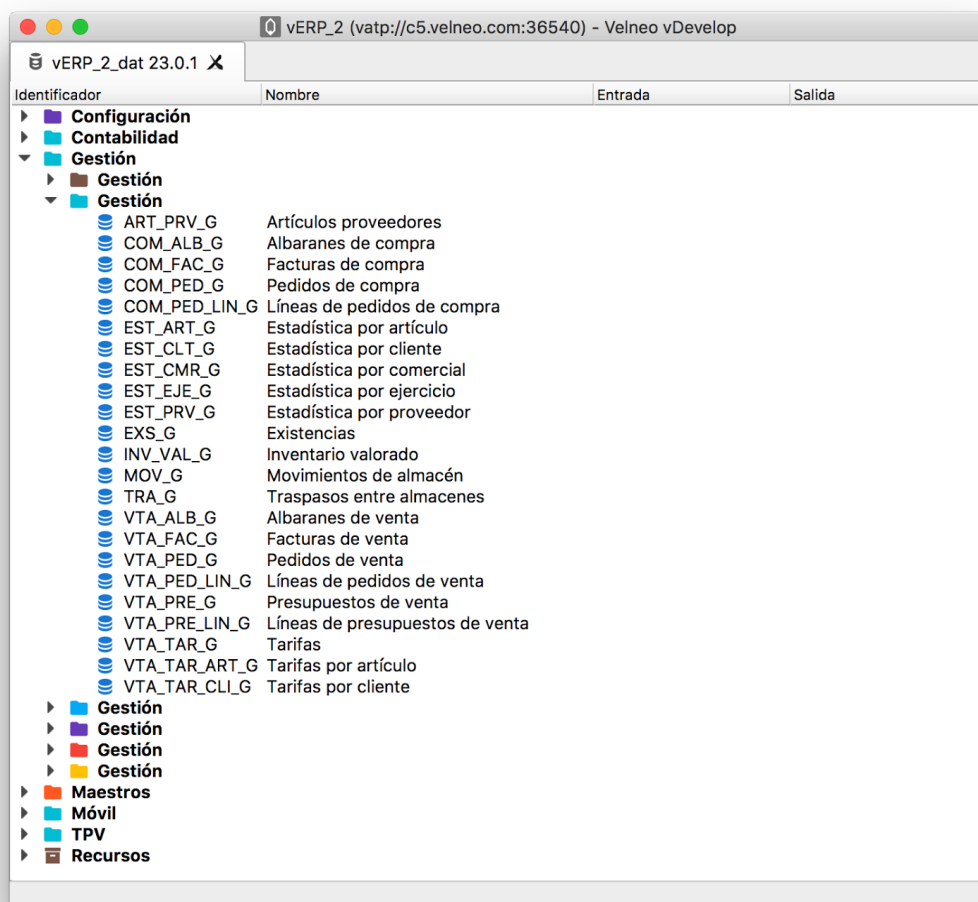 vERP_2 (vatp://c5.velneo.com:36540) - Velneo vDevelop
vERP_2_dat 23.0.1
Identificador Nombre Entrada Salida
Configuración
Contabilidad
Gestión
Gestión
Gestión
ART_PRV_G Artículos proveedores
COM_ALB_G Albaranes de compra
COM_FAC_G Facturas de compra
COM_PED_G Pedidos de compra
COM_PED_LIN_G Líneas de pedidos de compra
EST_ART_G Estadística por artículo
EST_CLT_G Estadística por cliente
EST_CMR_G Estadística por comercial
EST_EJE_G Estadística por ejercicio
EST_PRV_G Estadística por proveedor
EXS_G Existencias
INV_VAL_G Inventario valorado
MOV_G Movimientos de almacén
TRA_G Traspasos entre almacenes
VTA_ALB_G Albaranes de venta
VTA_FAC_G Facturas de venta
VTA_PED_G Pedidos de venta
VTA_PED_LIN_G Líneas de pedidos de venta
VTA_PRE_G Presupuestos de venta
VTA_PRE_LIN_G Líneas de presupuestos de venta
VTA_TAR_G Tarifas
VTA_TAR_ART_G Tarifas por artículo
VTA_TAR_CLI_G Tarifas por cliente
Gestión
Gestión
Gestión
Gestión
Maestros
Móvil
TPV
Recursos